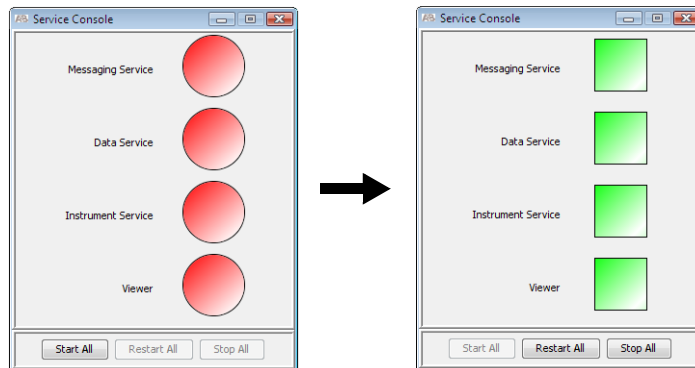 Service Console
Messaging Service
Data Service
Instrument Service
Viewer
Start All Restart All Stop All
Service Console
Messaging Service
Data Service
Instrument Service
Viewer
Start All Restart All Stop All